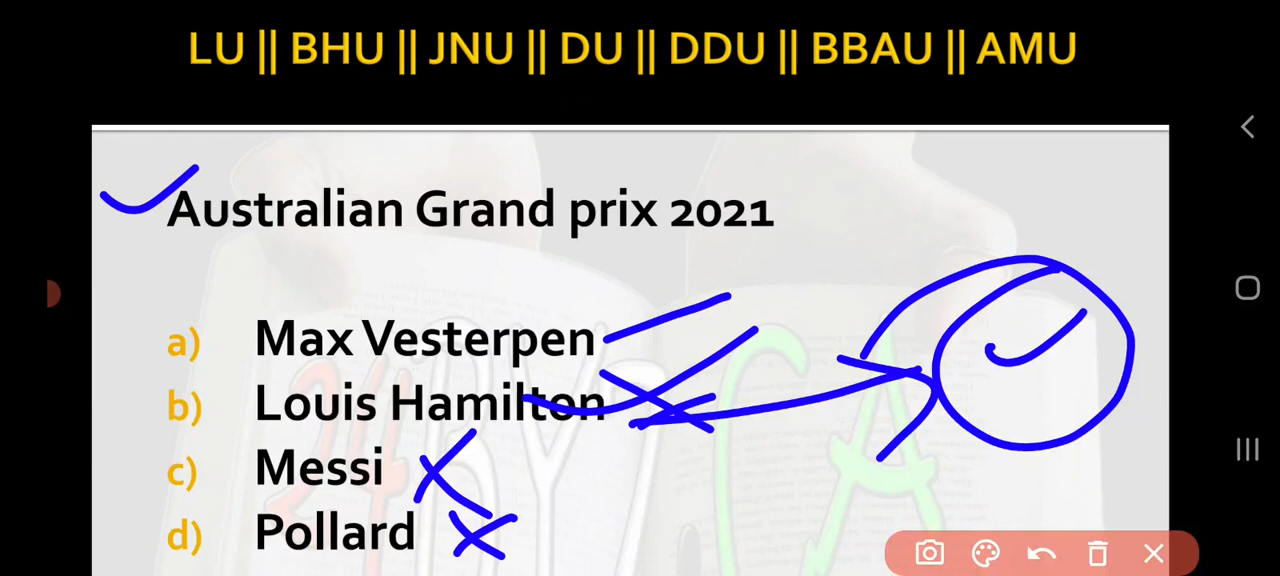 LU || BHU || JNU || DU || DDU || BBAU || AMU
Australian Grand prix 2021
a) Max Vesterpen
b) Louis Hamilton
c) Messi
d) Pollard